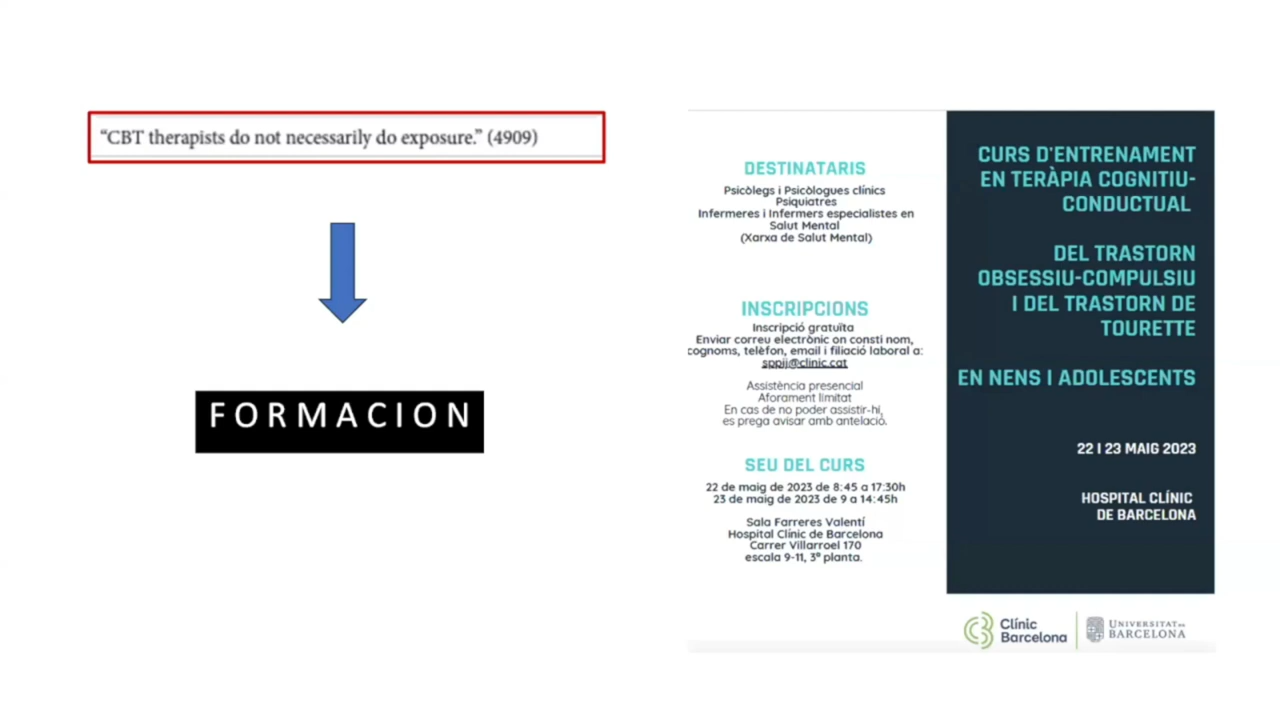 “CBT therapists do not necessarily do exposure.” (4909)
FORMACION
DESTINATARIS
Psicòlegs i Psicòlogues clínics
Psiquiatres
Infermeres i Infermers especialistes en
Salut Mental
(Xarxa de Salut Mental)
INSCRIPCIONS
Inscripció gratuïta
Enviar correu electrònic on consti nom,
cognoms, telèfon, email i filiació laboral a:
sppij@clinic.cat
Assistència presencial
Aforament limitat
En cas de no poder assistir-hi,
es prega avisar amb antelació.
SEU DEL CURS
22 de maig de 2023 de 8:45 a 17:30h
23 de maig de 2023 de 9 a 14:45h
Sala Farreres Valentí
Hospital Clínic de Barcelona
Carrer Villarroel 170
escala 9-11, 3ª planta.
CURS D'ENTRENAMENT
EN TERÀPIA COGNITIU-
CONDUCTUAL
DEL TRASTORN
OBSESSIU-COMPULSIU
I DEL TRASTORN DE
TOURETTE
EN NENS I ADOLESCENTS
22 I 23 MAIG 2023
HOSPITAL CLÍNIC
DE BARCELONA
Clínic
Barcelona
UNIVERSITAT DE
BARCELONA